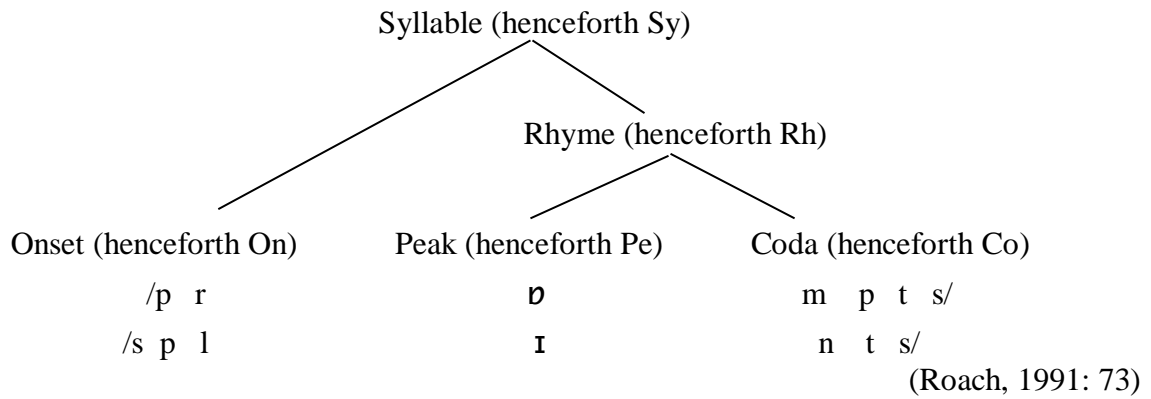 Syllable (henceforth Sy)
Rhyme (henceforth Rh)
Onset (henceforth On) Peak (henceforth Pe) Coda (henceforth Co)
/p r ɒ m p t s/
/s p l ɪ n t s/
(Roach, 1991: 73)